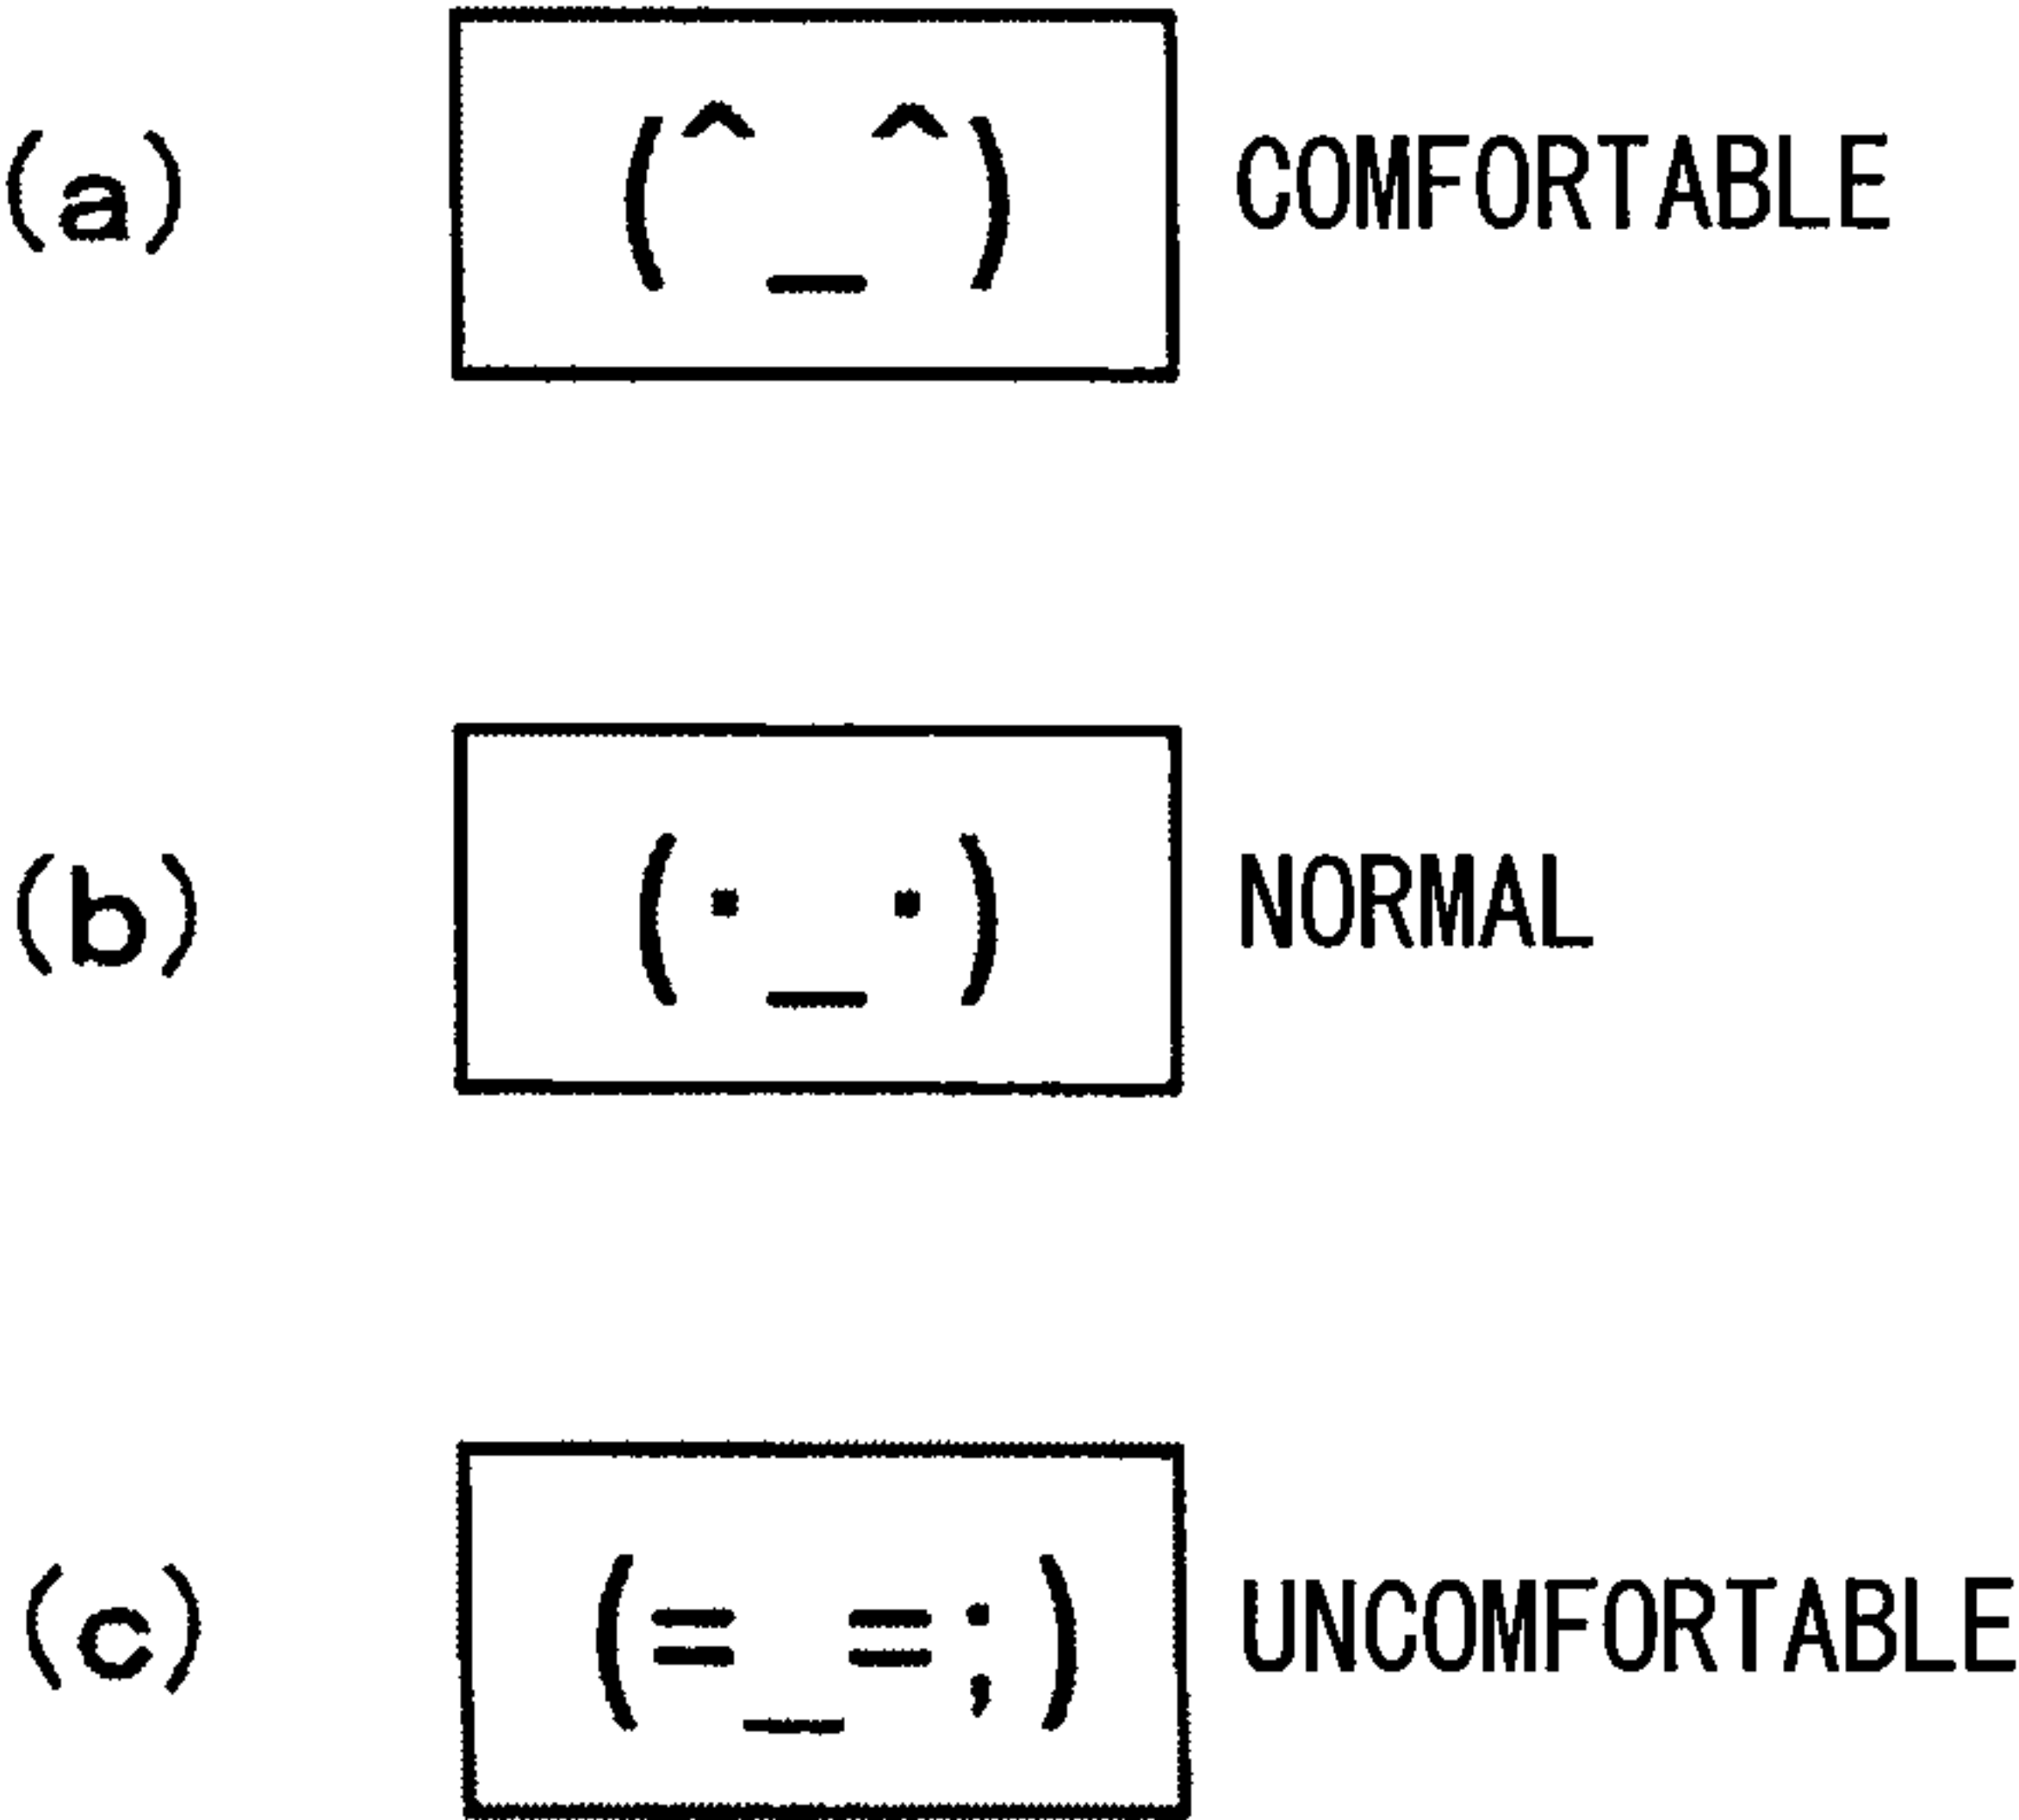 (a) (^_^) COMFORTABLE
(b) (･_･) NORMAL
(c) (=_=;) UNCOMFORTABLE